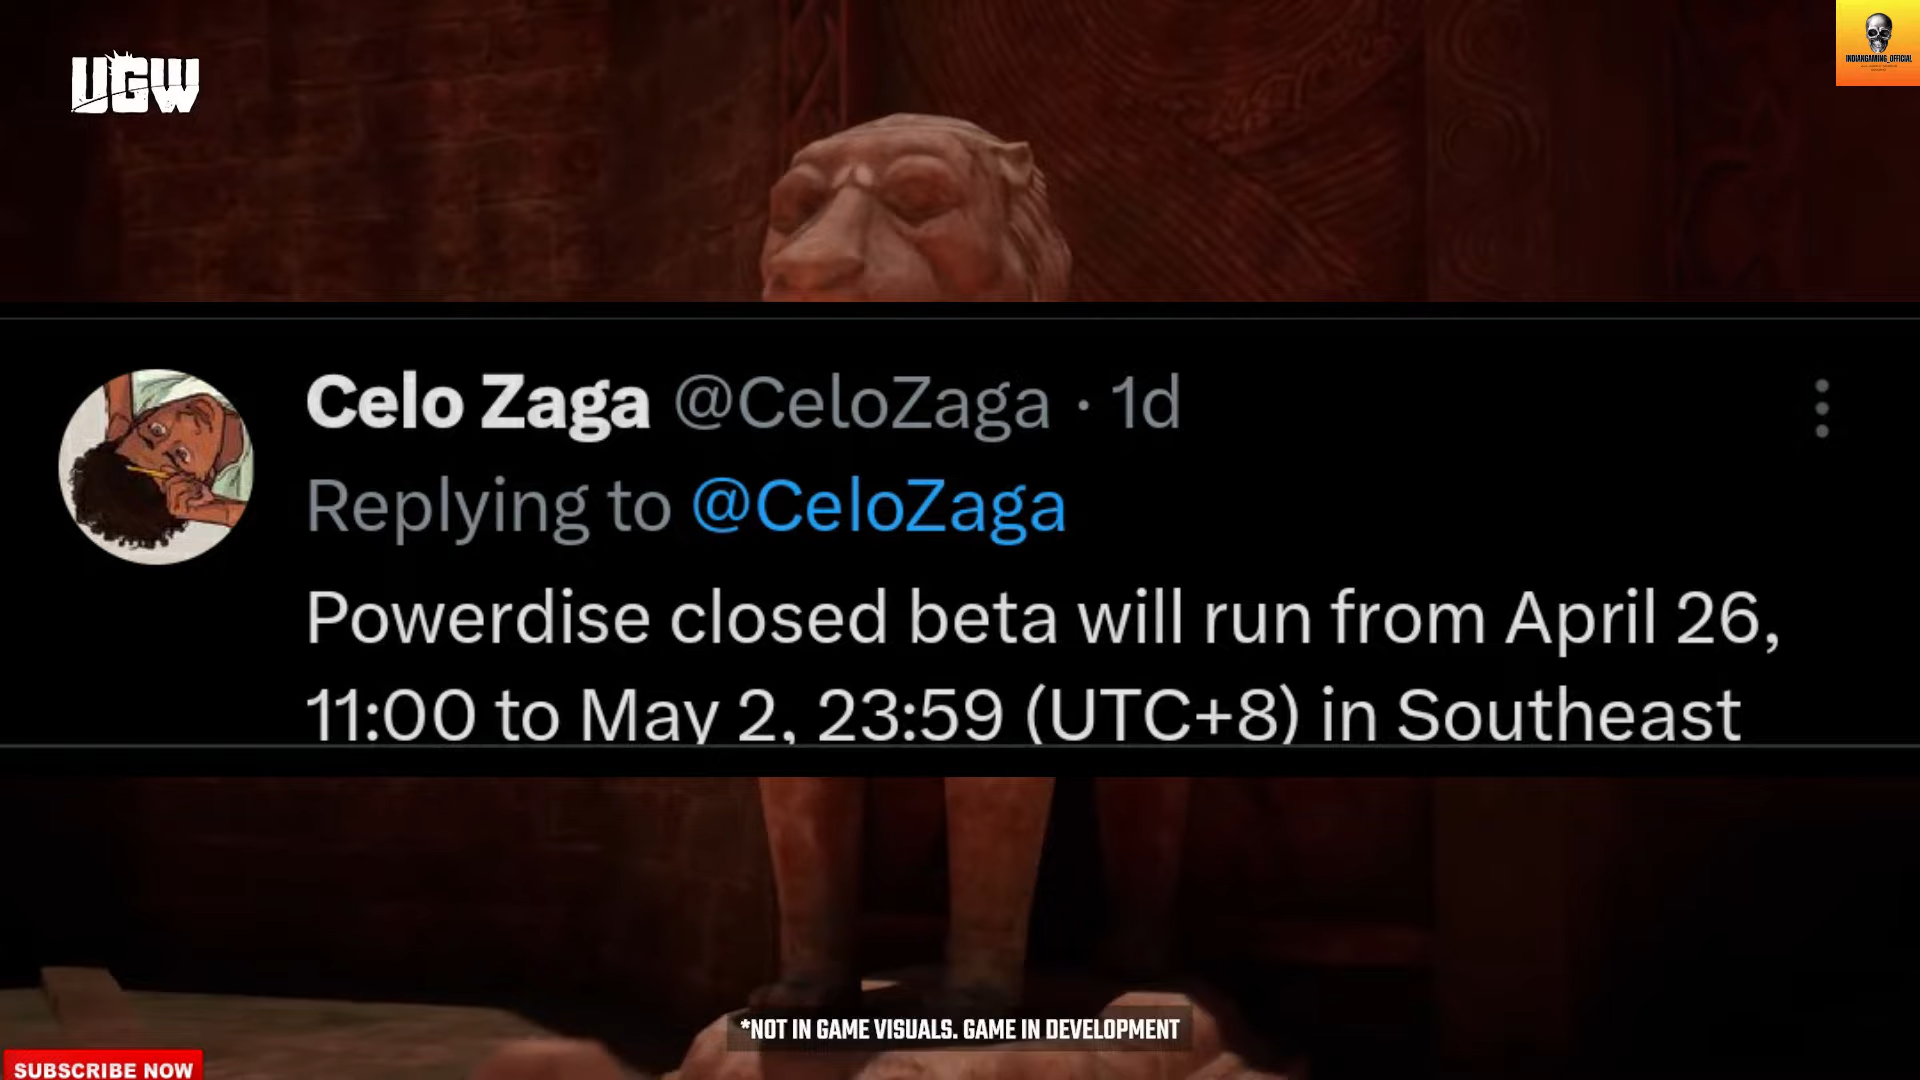 UGW
INDIANGAMING_OFFICIAL
Celo Zaga @CeloZaga · 1d
Replying to @CeloZaga
Powerdise closed beta will run from April 26,
11:00 to May 2, 23:59 (UTC+8) in Southeast
*NOT IN GAME VISUALS. GAME IN DEVELOPMENT
SUBSCRIBE NOW